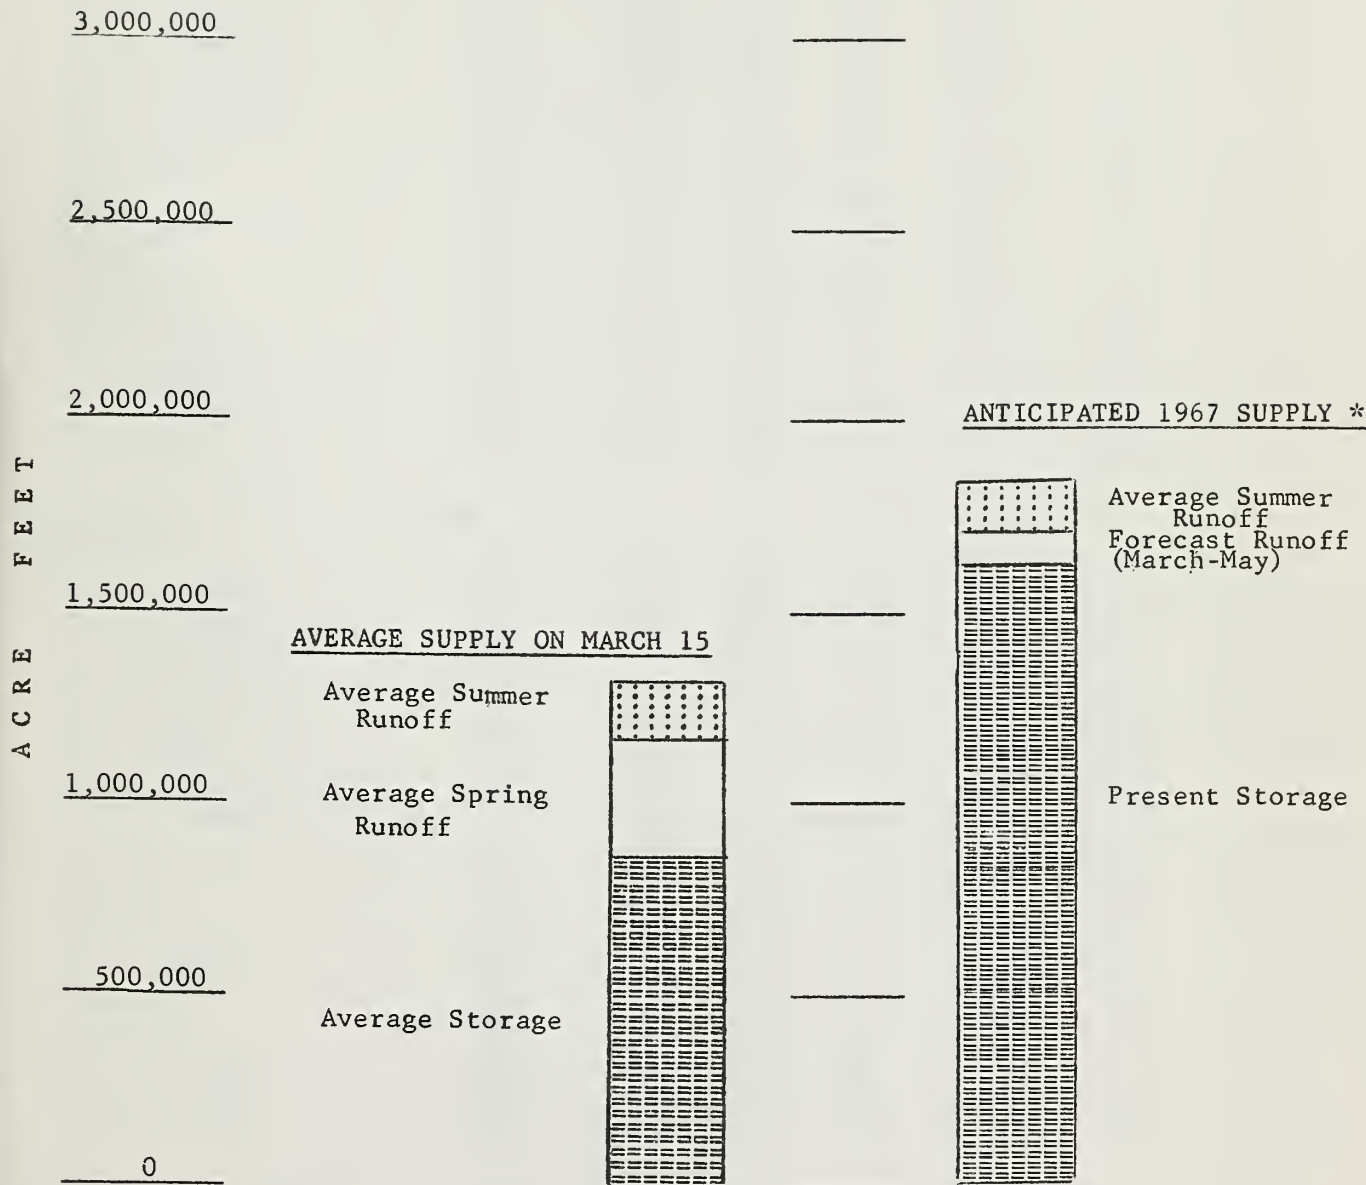 3,000,000
2,500,000
2,000,000
1,500,000
1,000,000
500,000
0
ACRE FEET
AVERAGE SUPPLY ON MARCH 15
Average Summer
Runoff
Average Spring
Runoff
Average Storage
ANTICIPATED 1967 SUPPLY *
Average Summer
Runoff
Forecast Runoff
(March-May)
Present Storage